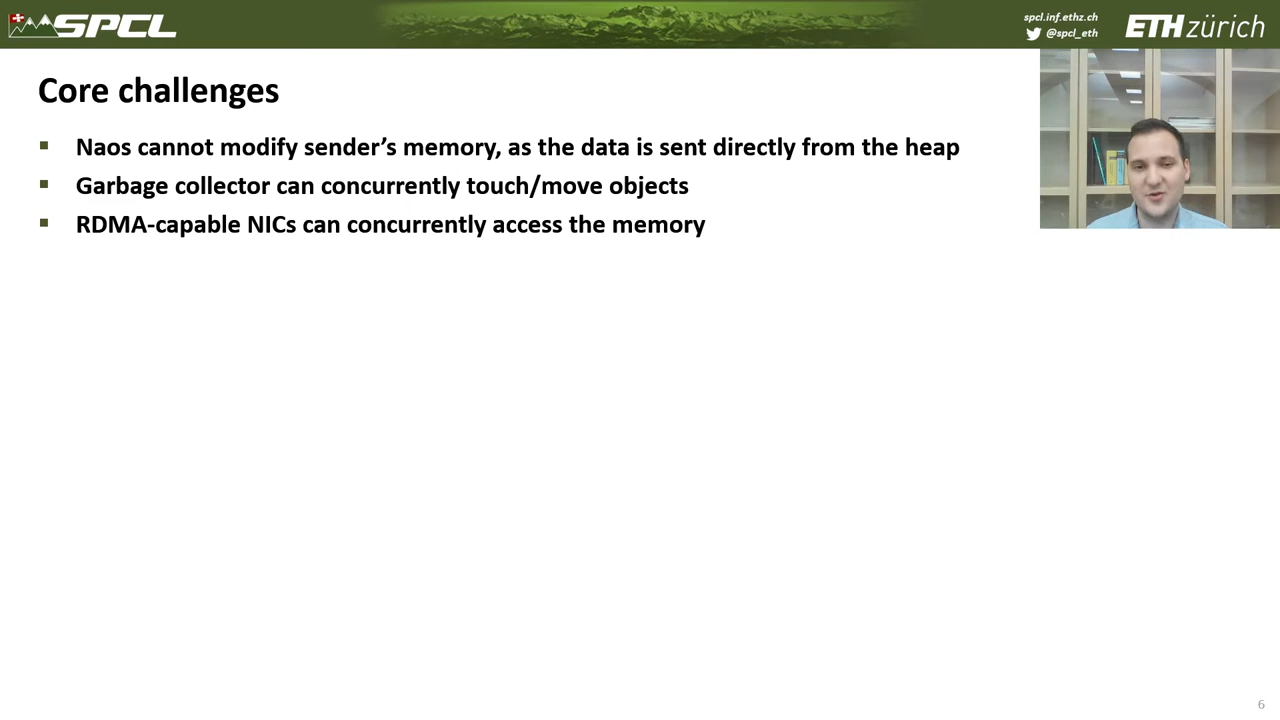 SPCL
spcl.inf.ethz.ch
@spcl_eth
ETH zürich
Core challenges
Naos cannot modify sender's memory, as the data is sent directly from the heap
Garbage collector can concurrently touch/move objects
RDMA-capable NICs can concurrently access the memory
6